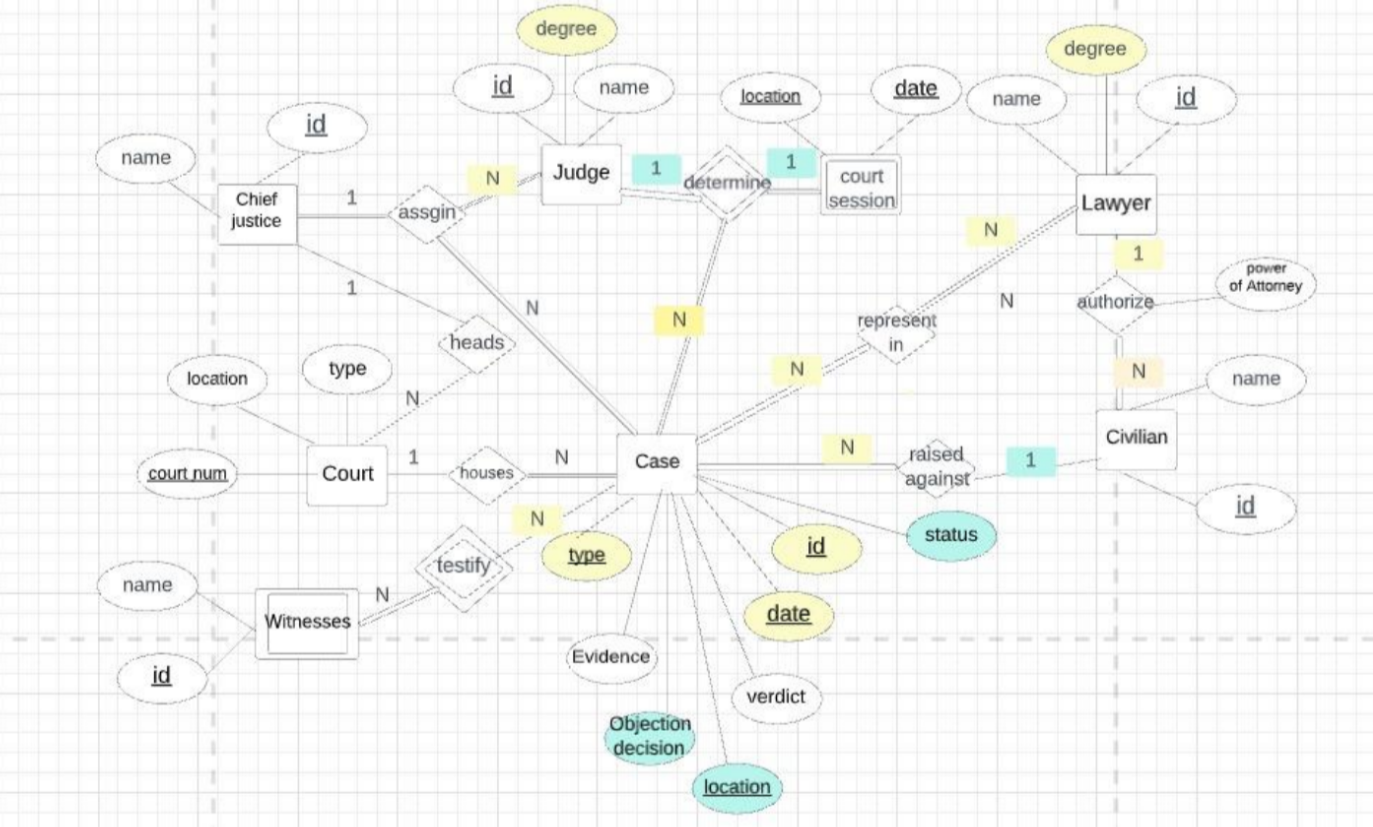 degree
degree
id
name
location
date
name
id
id
name
Judge
1
1
determine
court
session
N
Chief
justice
1
assgin
Lawyer
N
1
1
N
N
N
power
of Attorney
authorize
represent
in
heads
location
type
N
N
N
name
court num
Court
1
houses
N
Case
N
raised
against
1
Civilian
id
N
type
id
status
name
testify
N
Witnesses
date
id
Evidence
verdict
Objection
decision
location